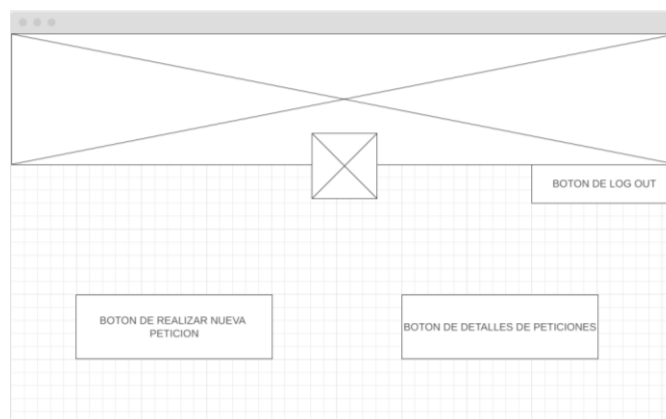 BOTON DE LOG OUT
BOTON DE REALIZAR NUEVA
PETICION
BOTON DE DETALLES DE PETICIONES